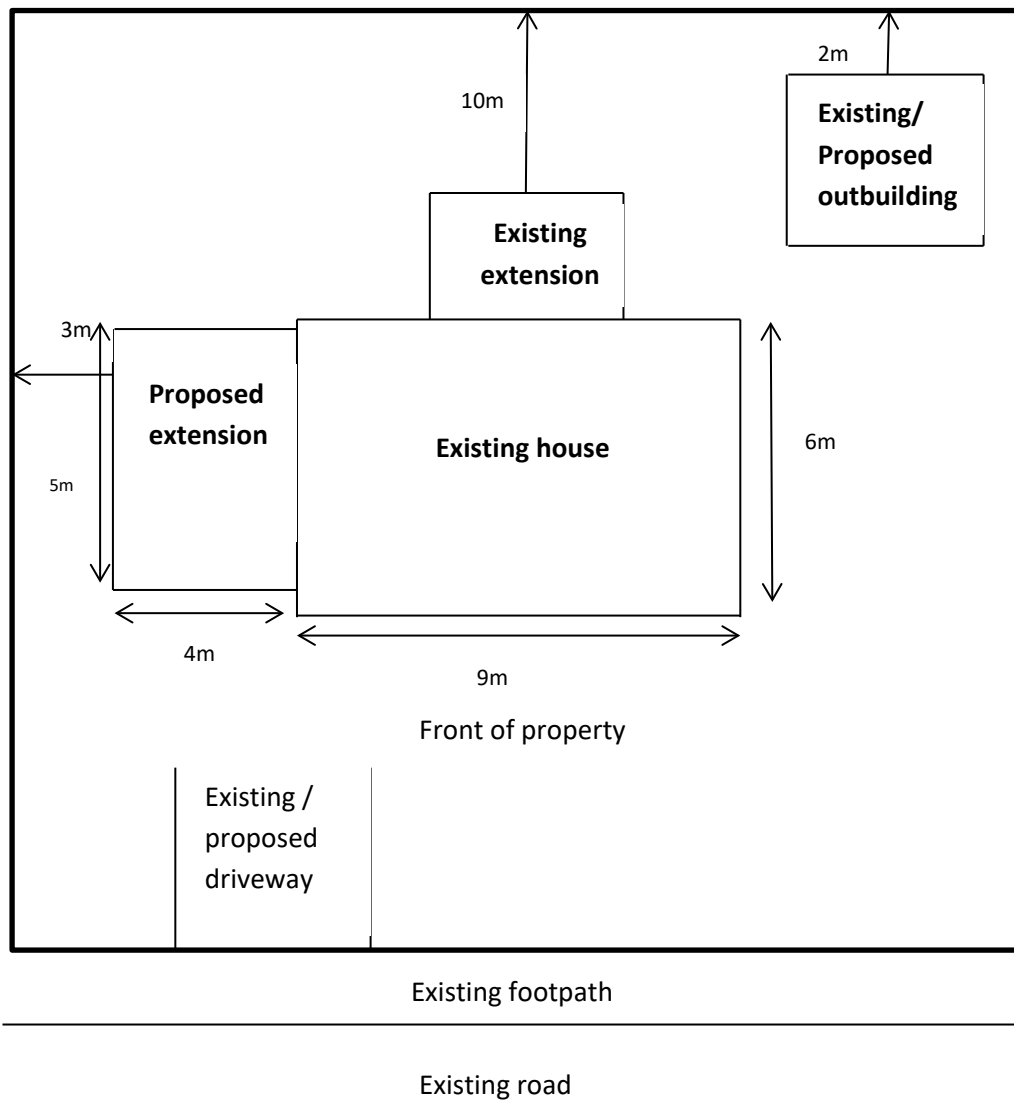 2m
10m
Existing/
Proposed
outbuilding
Existing
extension
3m
Proposed
extension
Existing house
6m
5m
4m
9m
Front of property
Existing /
proposed
driveway
Existing footpath
Existing road